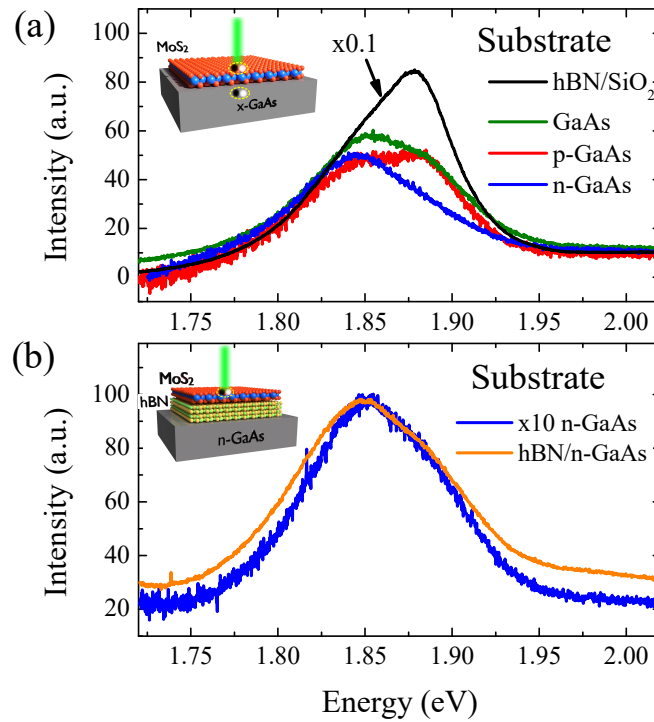 (a)
MoS₂
x-GaAs
x0.1
Substrate
hBN/SiO₂
GaAs
p-GaAs
n-GaAs
Intensity (a.u.)
100
80
60
40
20
0
1.75 1.80 1.85 1.90 1.95 2.00
(b)
MoS₂
hBN
n-GaAs
Substrate
x10 n-GaAs
hBN/n-GaAs
Intensity (a.u.)
100
80
60
40
20
1.75 1.80 1.85 1.90 1.95 2.00
Energy (eV)